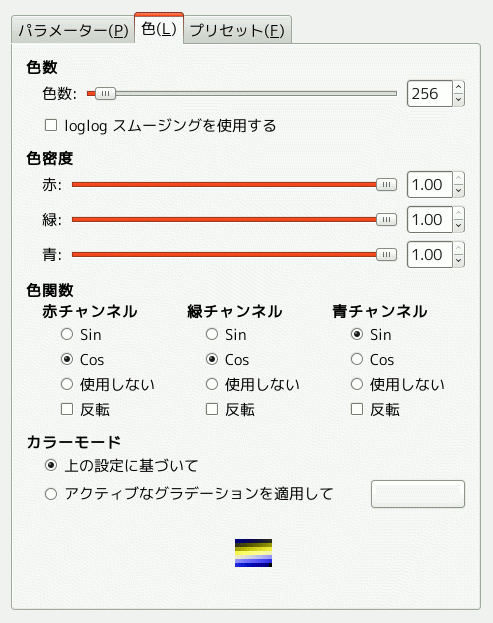 パラメーター(P) 色(L) プリセット(F)
色数
色数: 256
loglog スムージングを使用する
色密度
赤: 1.00
緑: 1.00
青: 1.00
色関数
赤チャンネル 緑チャンネル 青チャンネル
Sin Sin Sin
Cos Cos Cos
使用しない 使用しない 使用しない
反転 反転 反転
カラーモード
上の設定に基づいて
アクティブなグラデーションを適用して